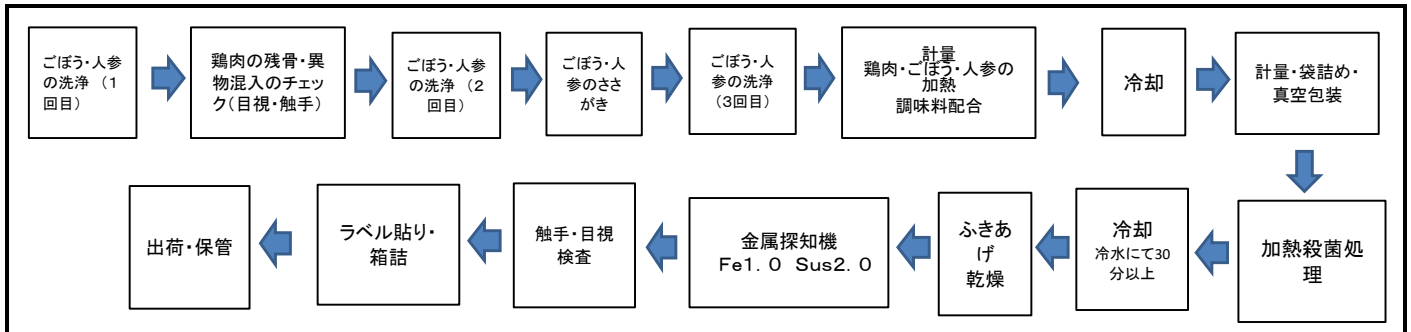 ごぼう・人参
の洗浄 （１
回目）
鶏肉の残骨・異
物混入のチェッ
ク(目視・触手)
ごぼう・人参
の洗浄 （２
回目）
ごぼう・人
参のささ
がき
ごぼう・人
参の洗浄
（３回目）
計量
鶏肉・ごぼう・人参の
加熱
調味料配合
冷却
計量・袋詰め・
真空包装
加熱殺菌処
理
冷却
冷水にて30
分以上
ふきあ
げ
乾燥
金属探知機
Ｆｅ１．０ Ｓｕｓ２．０
触手・目視
検査
ラベル貼り・
箱詰
出荷・保管